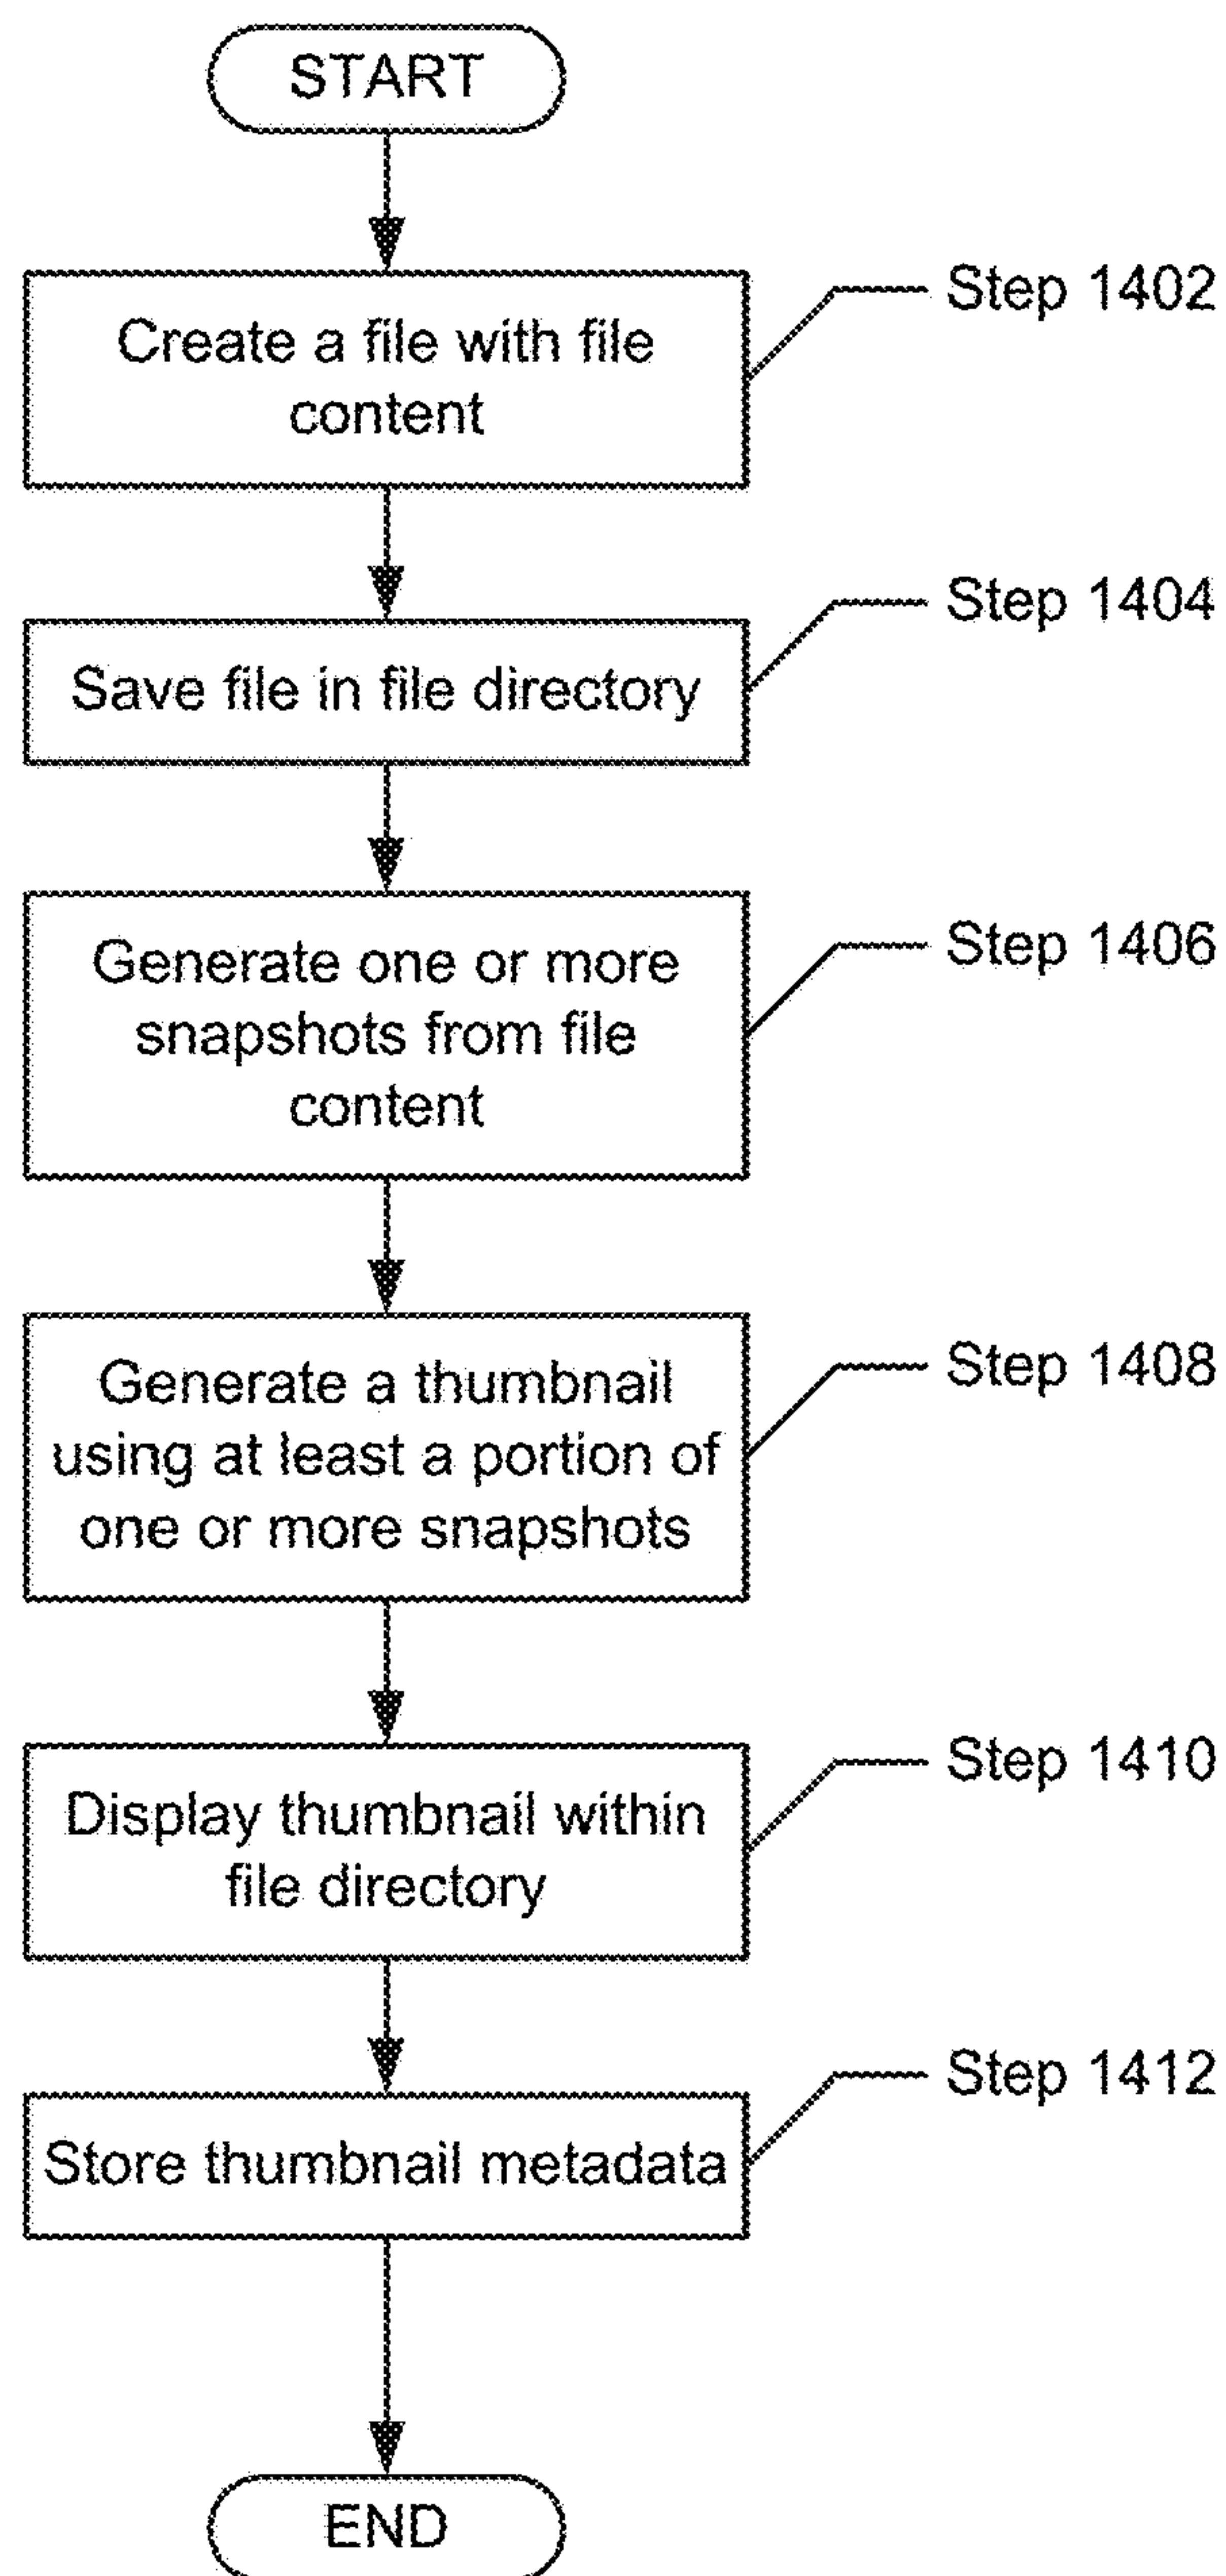 START
Step 1402
Create a file with file
content
Step 1404
Save file in file directory
Step 1406
Generate one or more
snapshots from file
content
Step 1408
Generate a thumbnail
using at least a portion of
one or more snapshots
Step 1410
Display thumbnail within
file directory
Step 1412
Store thumbnail metadata
END